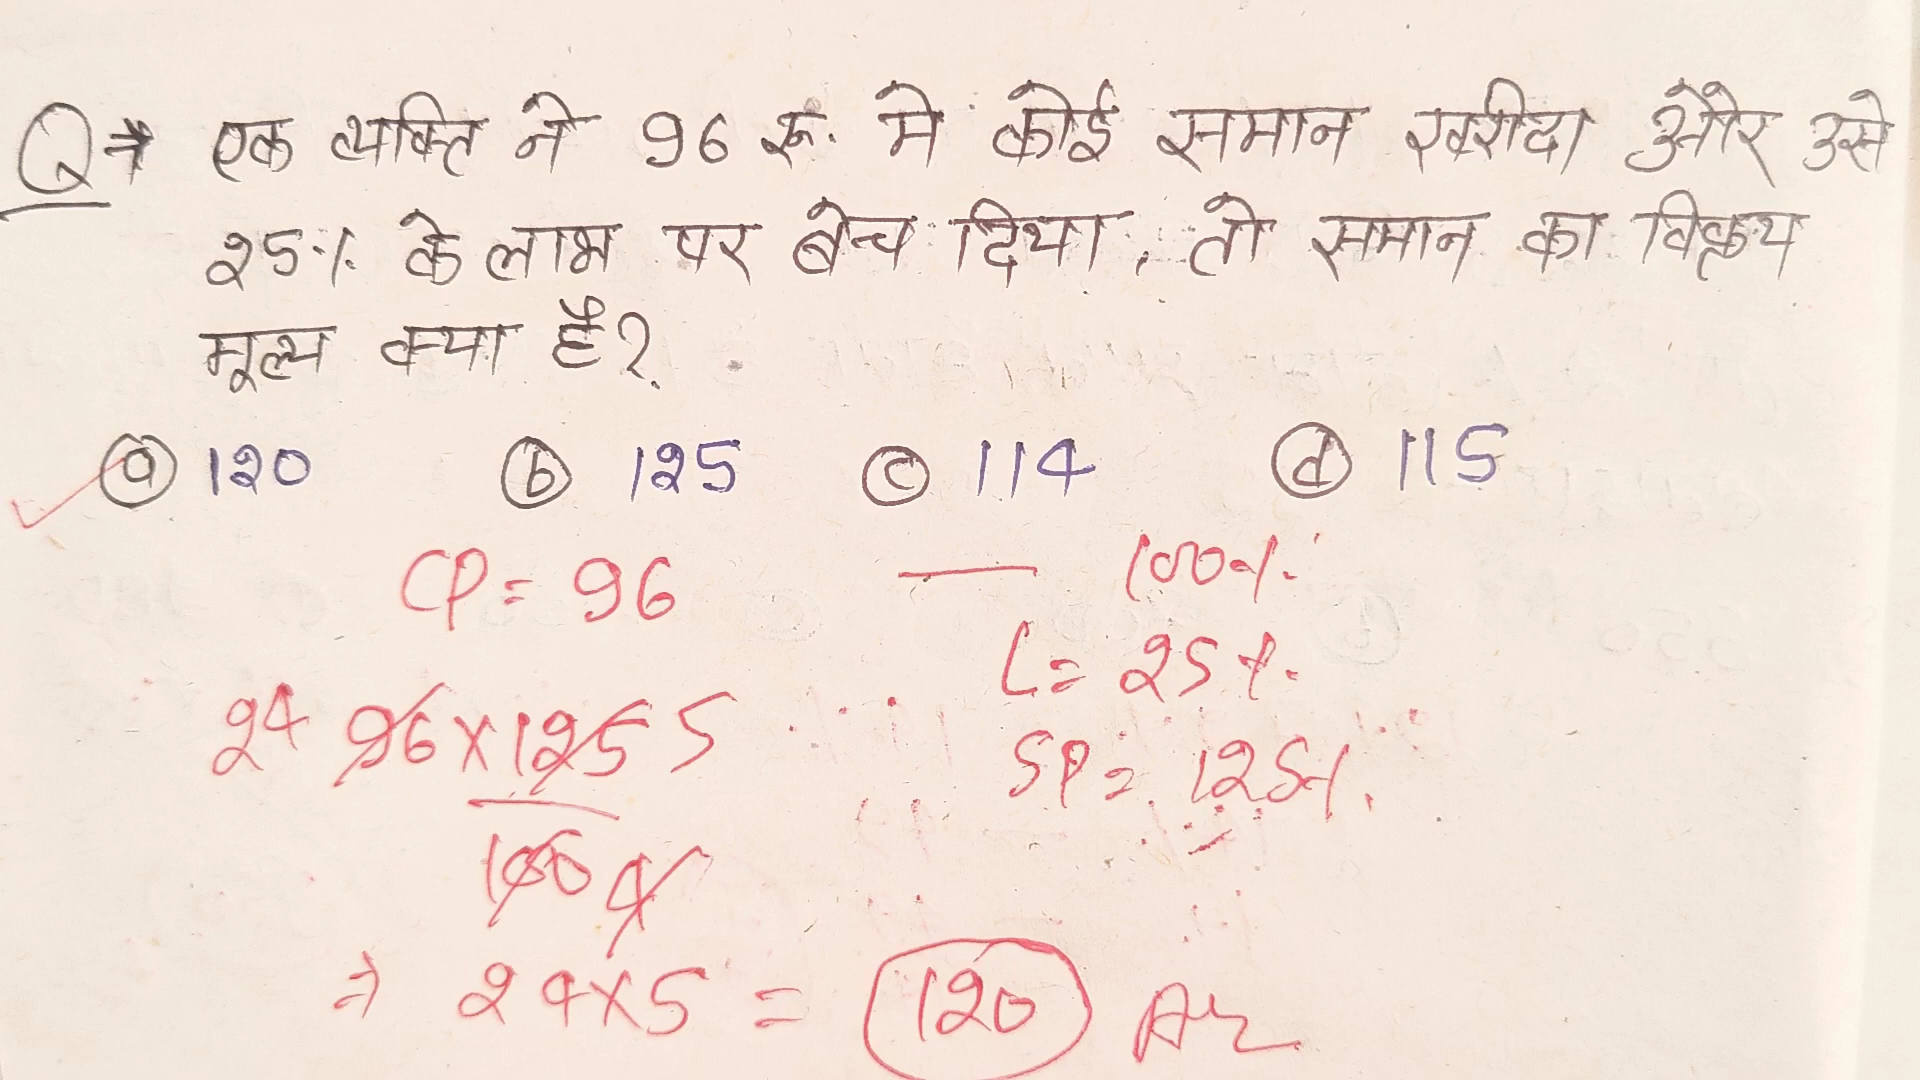 Q⇒ एक व्यक्ति ने 96 रू. मे कोई समान खरीदा और उसे
25% के लाभ पर बेच दिया, तो समान का विक्रय
मूल्य क्या है?
ⓐ 120 ⓑ 125 ⓒ 114 ⓓ 115
CP = 96 — 100%
L = 25%
24 96 × 125 5 SP = 125%
100 4
⇒ 24×5 = 120 Ans